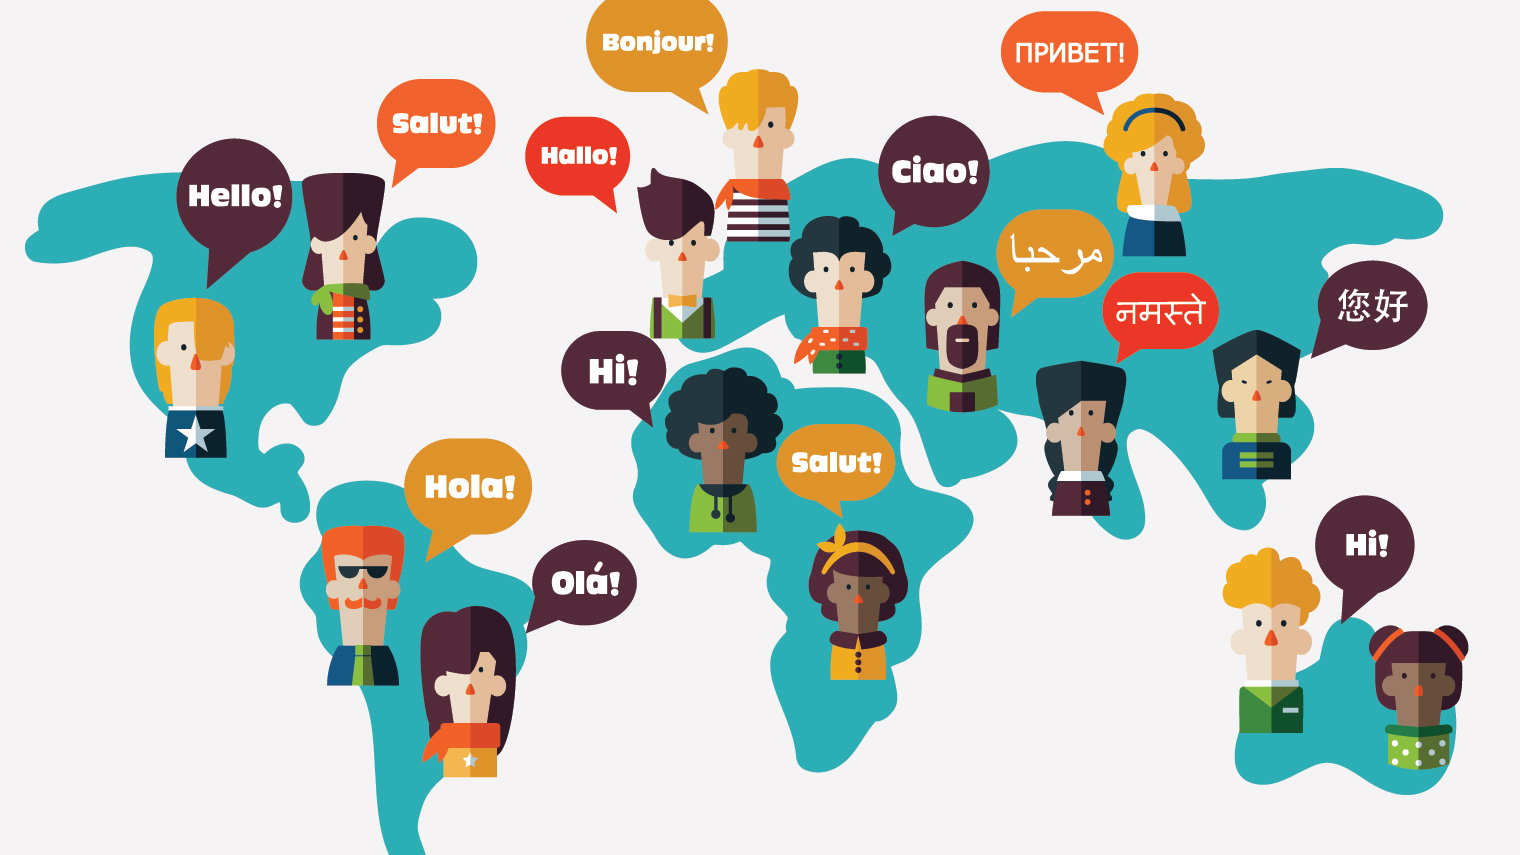 Bonjour!
ПРИВЕТ!
Salut!
Hallo!
Ciao!
Hello!
مرحبا
नमस्ते
您好
Hi!
Salut!
Hola!
Olá!
Hi!